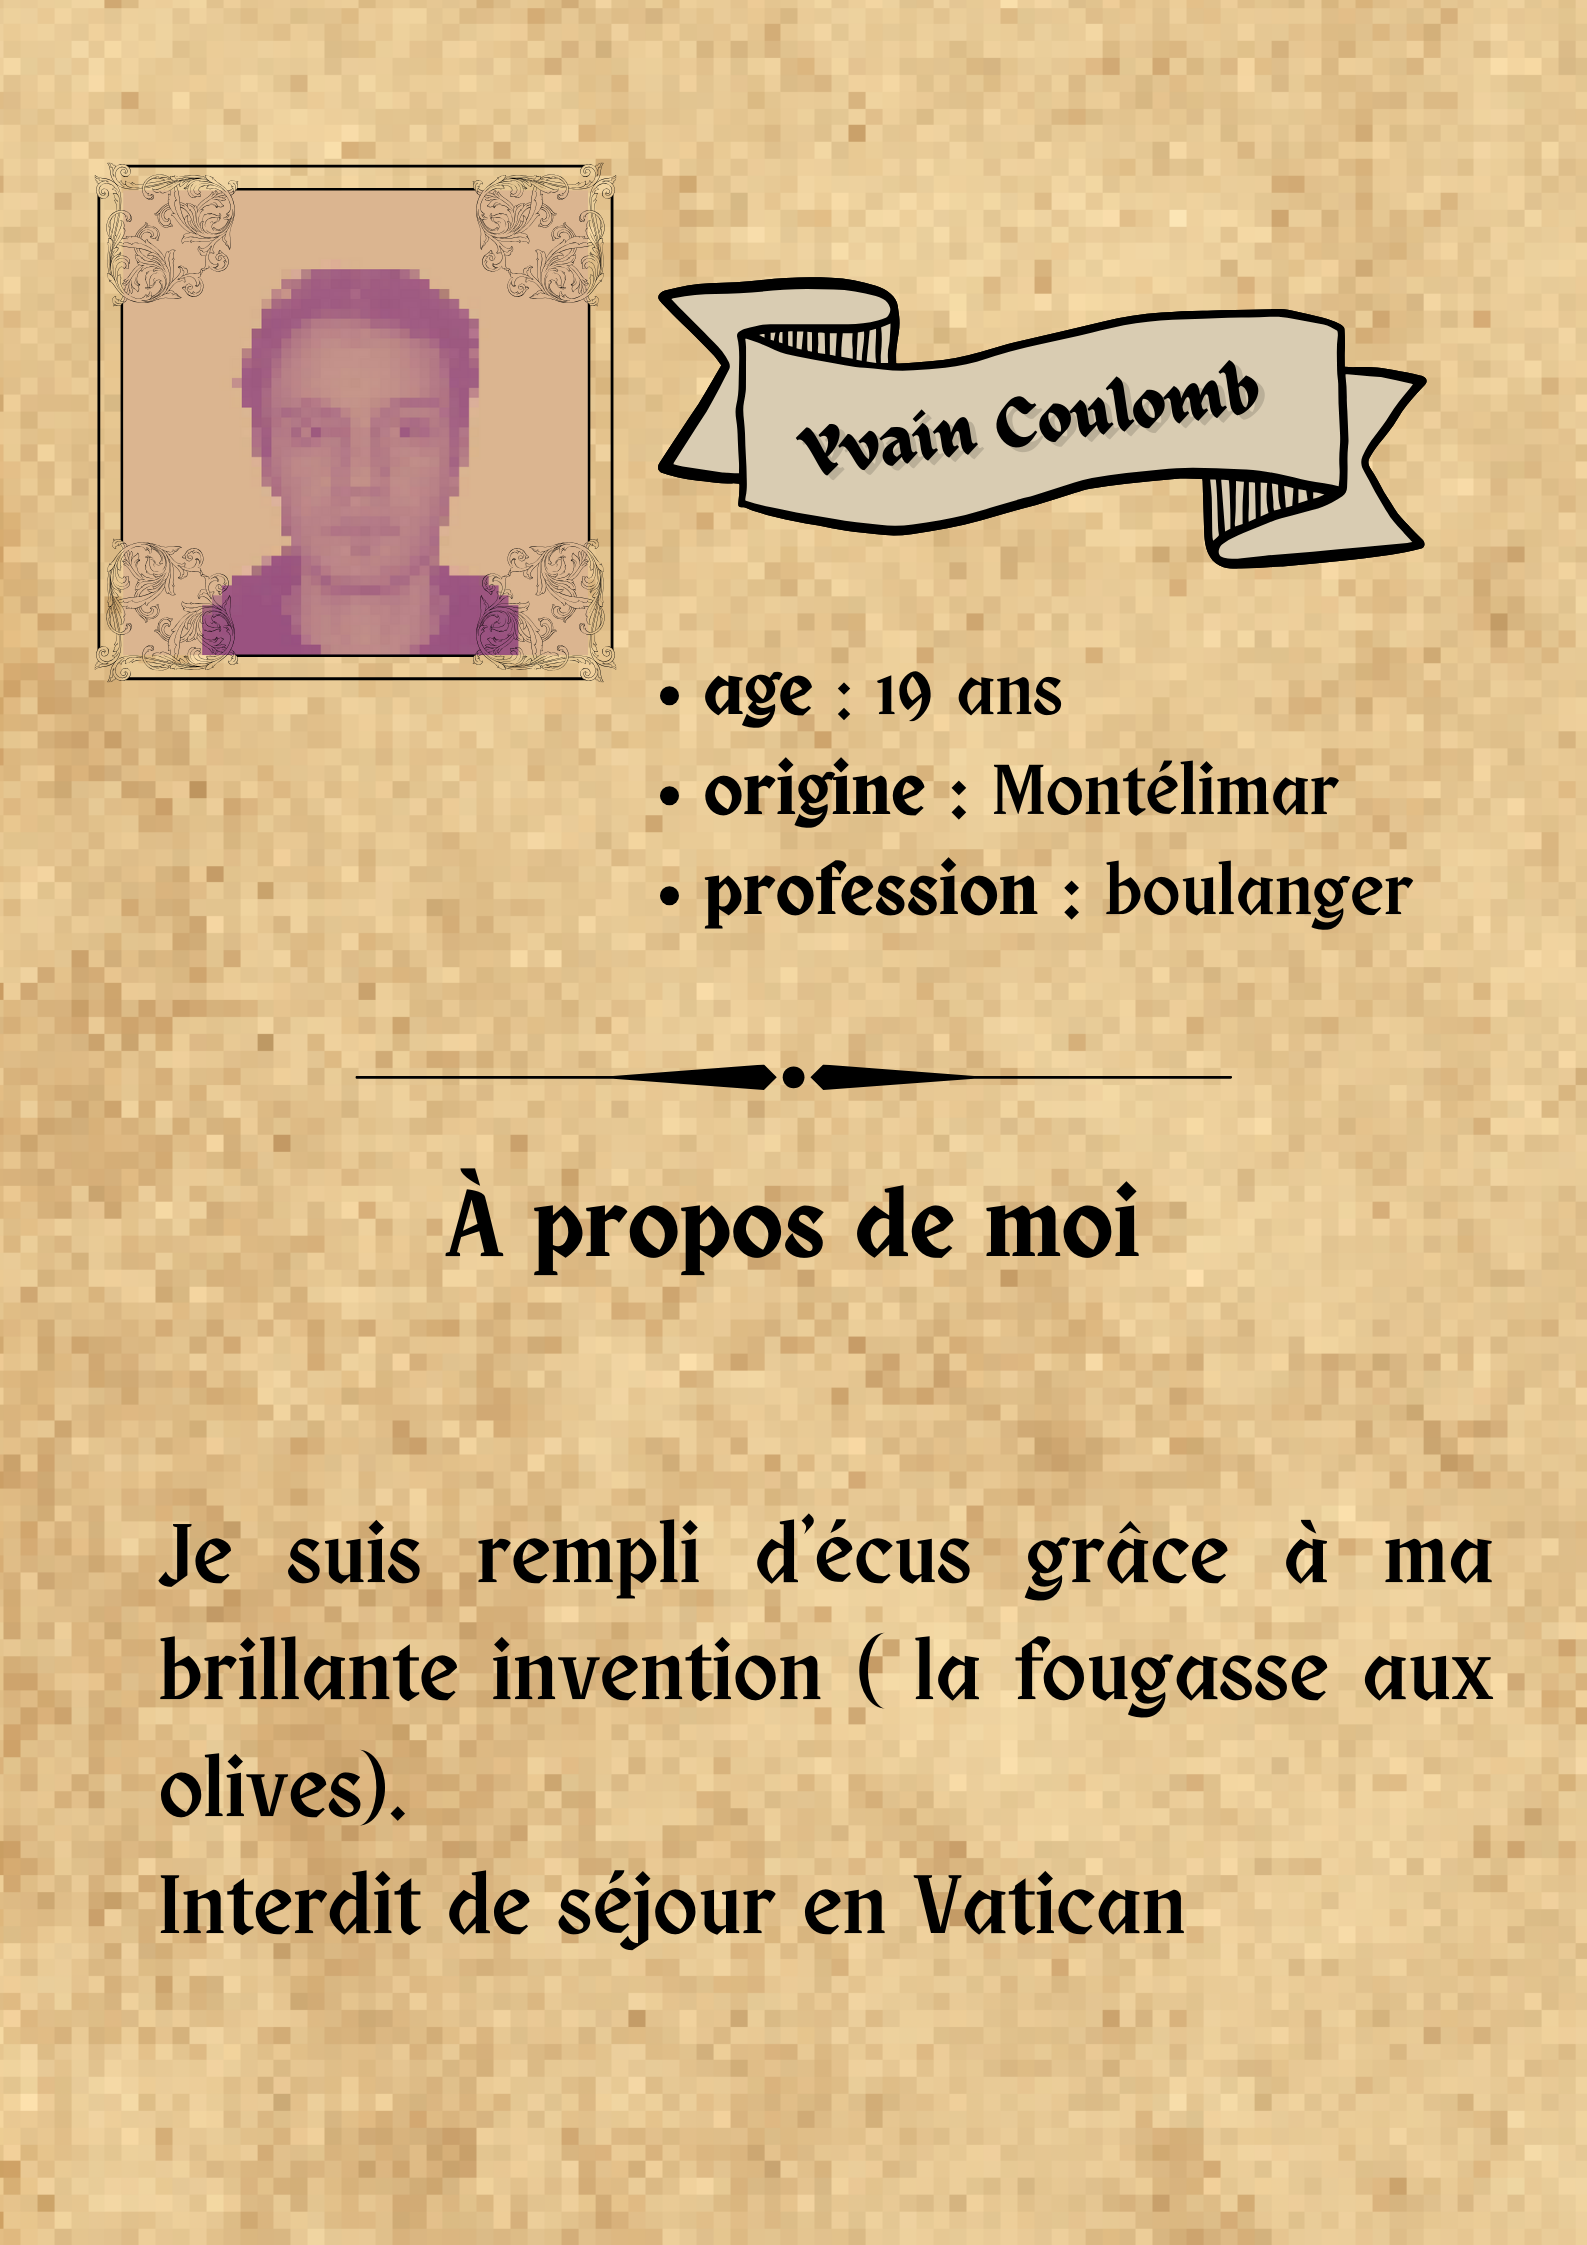 Yvain Coulomb
• age : 19 ans
• origine : Montélimar
• profession : boulanger
À propos de moi
Je suis rempli d’écus grâce à ma
brillante invention ( la fougasse aux
olives).
Interdit de séjour en Vatican